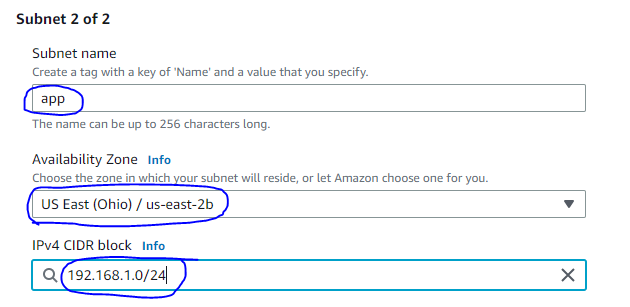 Subnet 2 of 2
Subnet name
Create a tag with a key of 'Name' and a value that you specify.
app
The name can be up to 256 characters long.
Availability Zone Info
Choose the zone in which your subnet will reside, or let Amazon choose one for you.
US East (Ohio) / us-east-2b
IPv4 CIDR block Info
192.168.1.0/24